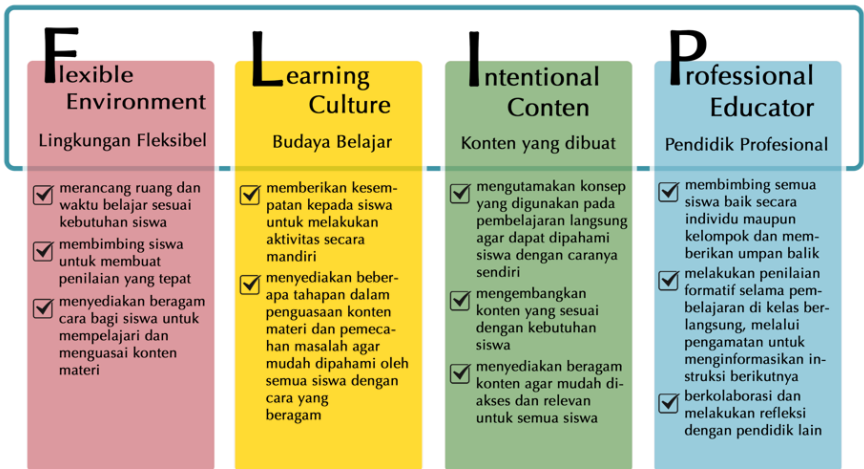 Flexible
Environment
Lingkungan Fleksibel
merancang ruang dan
waktu belajar sesuai
kebutuhan siswa
membimbing siswa
untuk membuat
penilaian yang tepat
menyediakan beragam
cara bagi siswa untuk
mempelajari dan
menguasai konten
materi
Learning
Culture
Budaya Belajar
memberikan kesem-
patan kepada siswa
untuk melakukan
aktivitas secara
mandiri
menyediakan beber-
apa tahapan dalam
penguasaan konten
materi dan pemeca-
han masalah agar
mudah dipahami oleh
semua siswa dengan
cara yang
beragam
Intentional
Conten
Konten yang dibuat
mengutamakan konsep
yang digunakan pada
pembelajaran langsung
agar dapat dipahami
siswa dengan caranya
sendiri
mengembangkan
konten yang sesuai
dengan kebutuhan
siswa
menyediakan beragam
konten agar mudah di-
akses dan relevan
untuk semua siswa
Professional
Educator
Pendidik Profesional
membimbing semua
siswa baik secara
individu maupun
kelompok dan mem-
berikan umpan balik
melakukan penilaian
formatif selama pem-
belajaran di kelas ber-
langsung, melalui
pengamatan untuk
menginformasikan in-
struksi berikutnya
berkolaborasi dan
melakukan refleksi
dengan pendidik lain